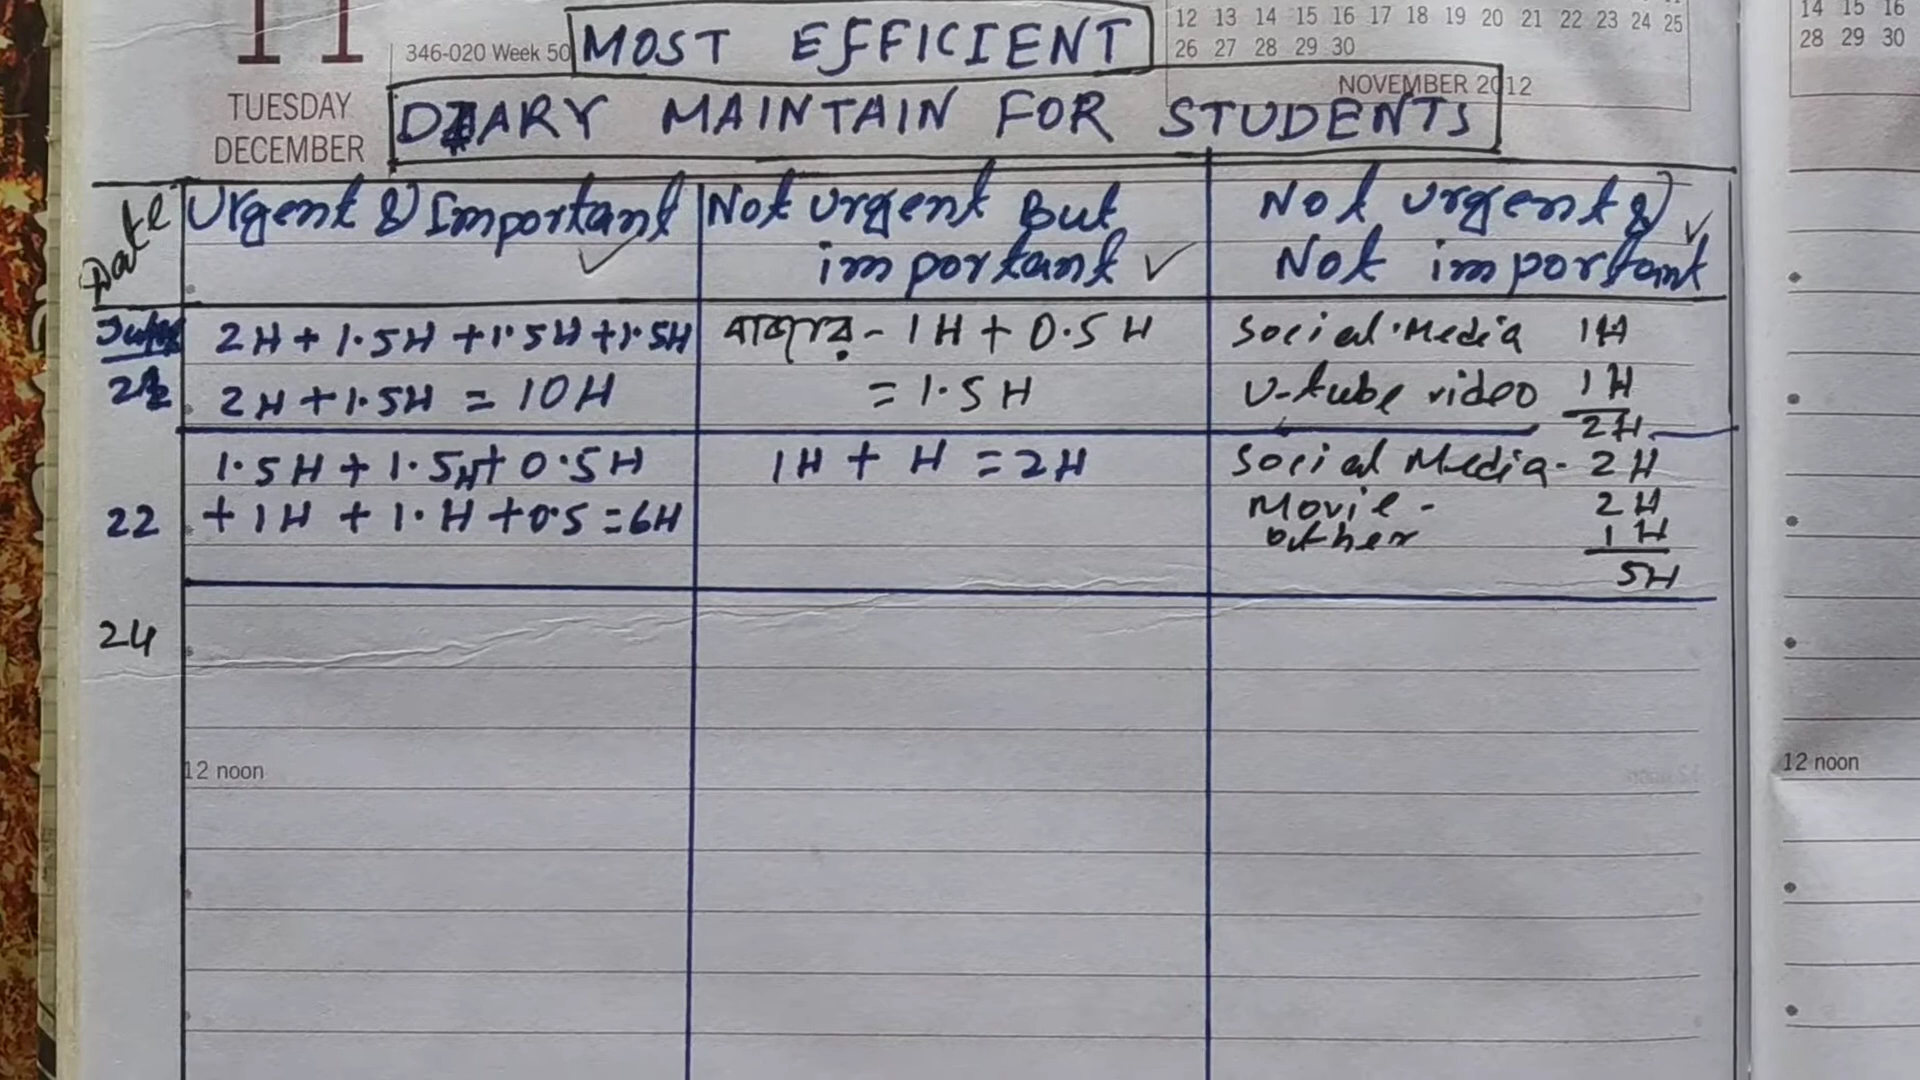 11
346-020 Week 50
MOST EFFICIENT
12 13 14 15 16 17 18 19 20 21 22 23 24 25
26 27 28 29 30
14 15 16
28 29 30
NOVEMBER 2012
TUESDAY
DECEMBER
DIARY MAINTAIN FOR STUDENTS
Date
Urgent & Important
Not urgent But
important
Not urgent &
Not important
2H + 1.5H + 1.5H + 1.5H
2H + 1.5H = 10H
বাজার - 1H + 0.5H
= 1.5H
Social Media 1H
U-tube video 1H
2H
22
1.5H + 1.5H + 0.5H
+ 1H + 1.H + 0.5 = 6H
1H + H = 2H
Social Media - 2H
Movie - 2H
other 1H
5H
24
12 noon
12 noon